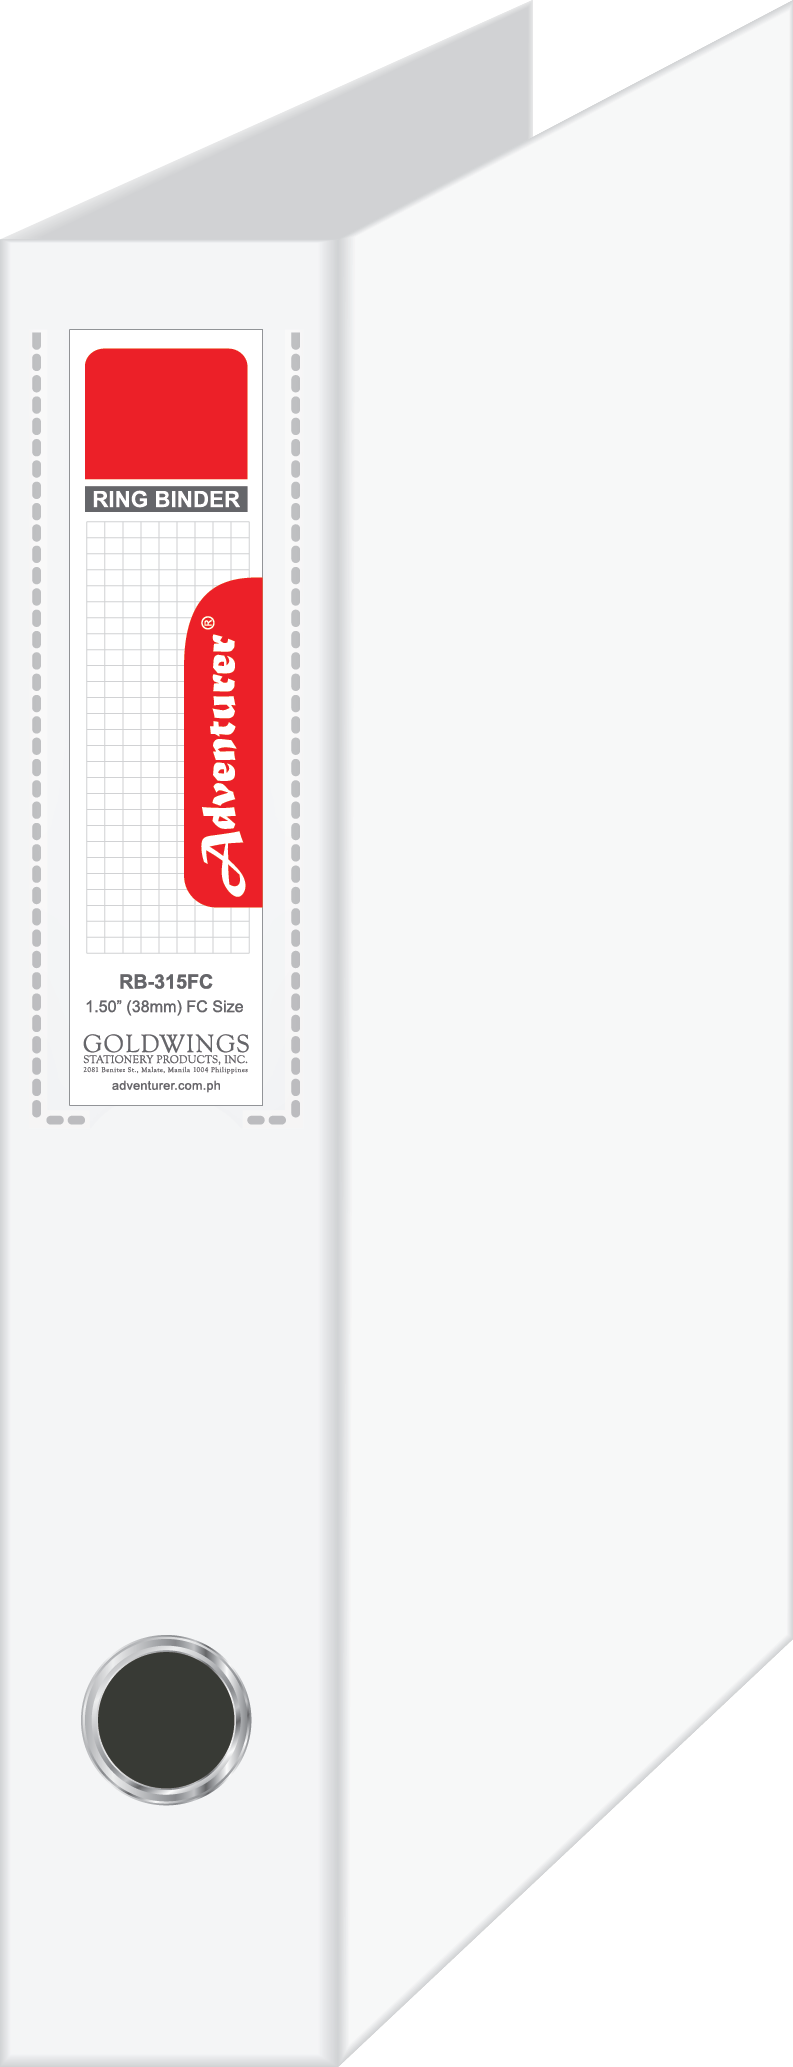 RING BINDER
Adventurer®
RB-315FC
1.50” (38mm) FC Size
GOLDWINGS
STATIONERY PRODUCTS, INC.
2081 Benitez St., Malate, Manila 1004 Philippines
adventurer.com.ph